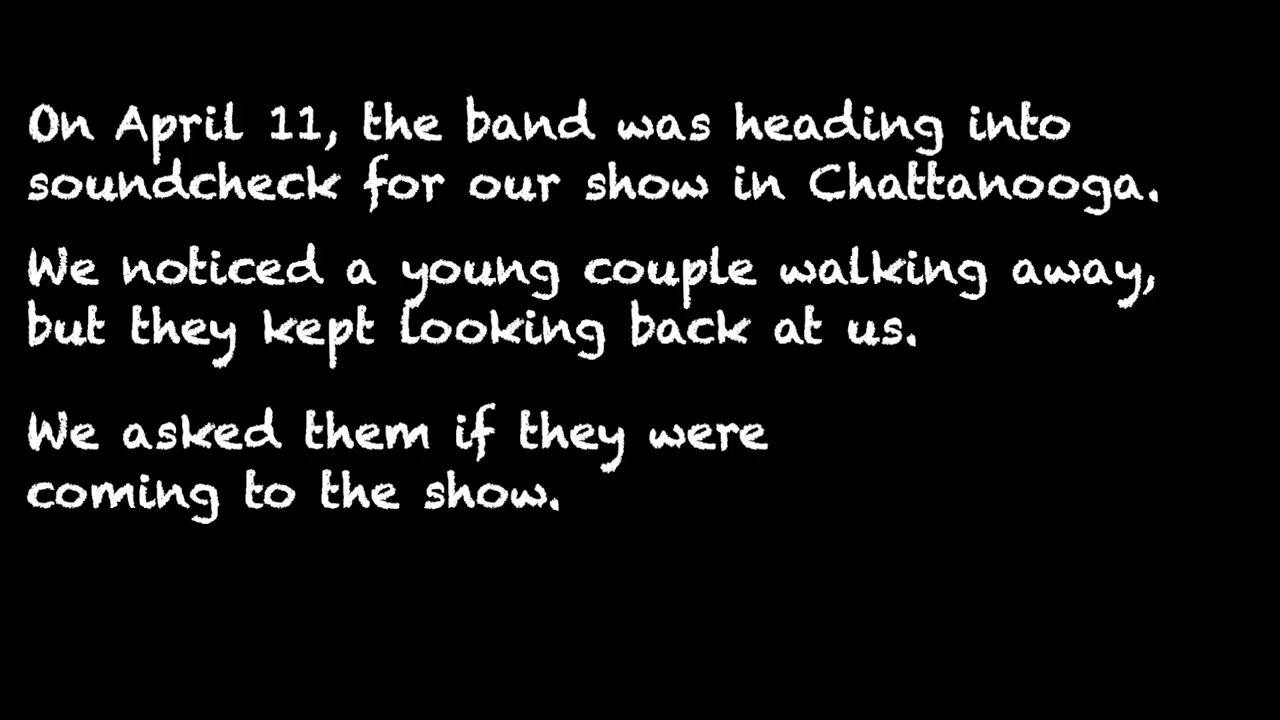 On April 11, the band was heading into
soundcheck for our show in Chattanooga.
We noticed a young couple walking away,
but they kept looking back at us.
We asked them if they were
coming to the show.